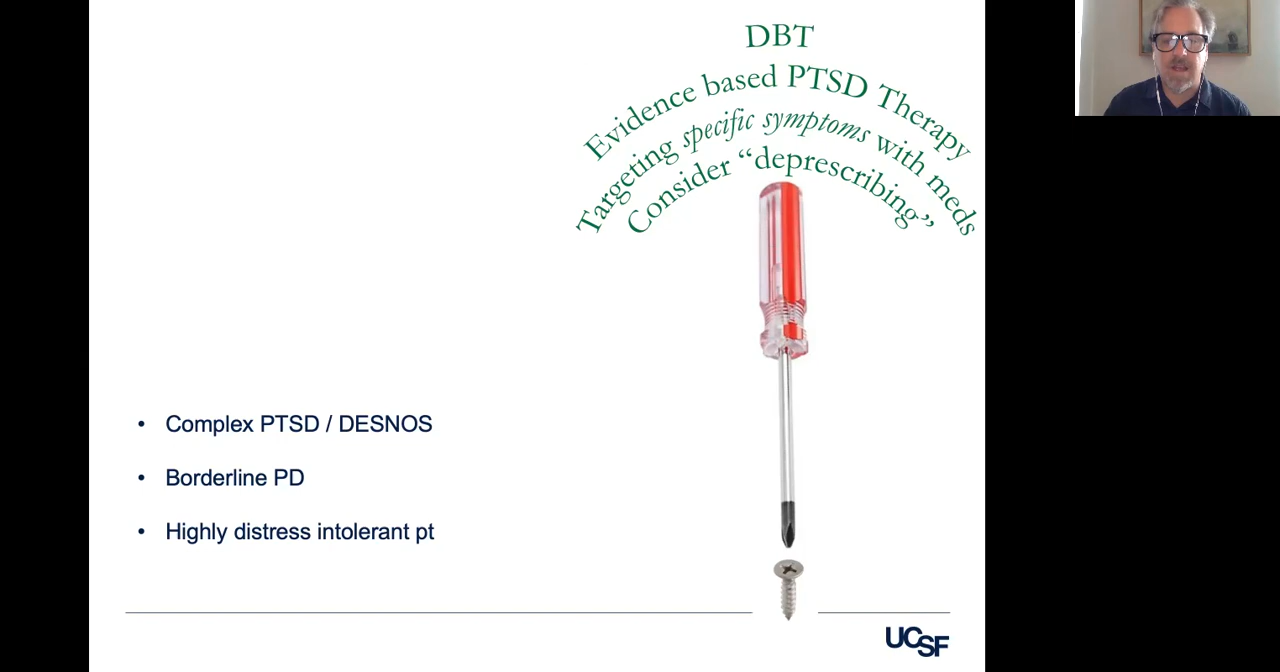 DBT
Evidence based PTSD Therapy
Targeting specific symptoms with meds
Consider “deprescribing”
• Complex PTSD / DESNOS
• Borderline PD
• Highly distress intolerant pt
UCSF